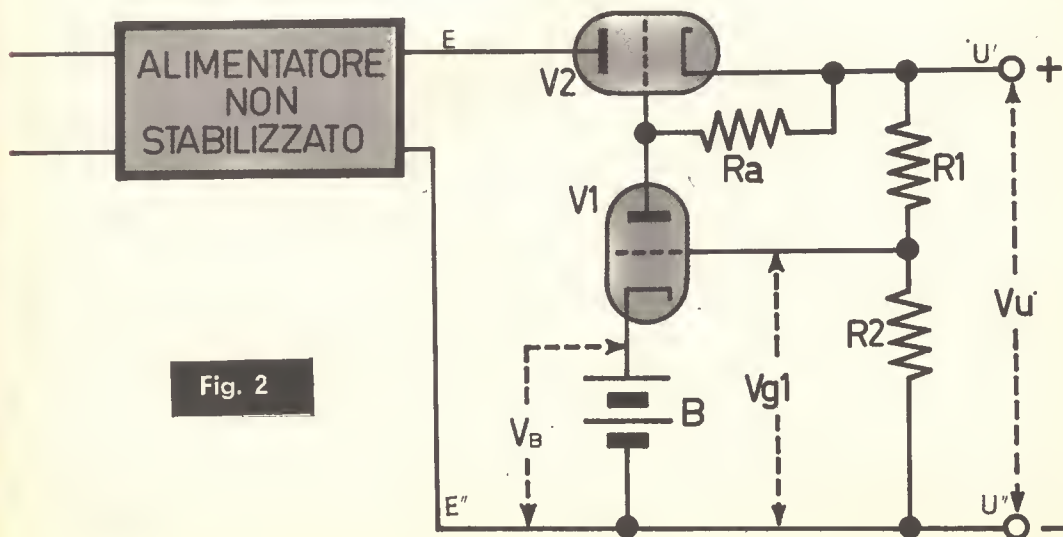 ALIMENTATORE
NON
STABILIZZATO
E
V2
U'
+
Ra
R1
V1
Vu
R2
Vg1
B
VB
Fig. 2
E"
U"
−